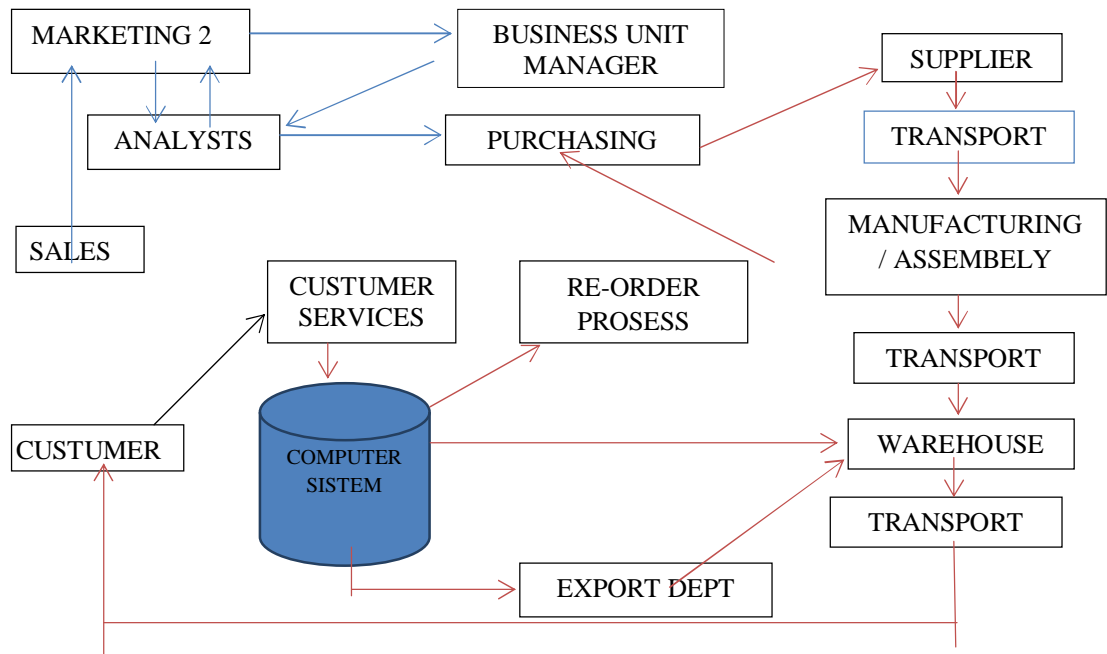 MARKETING 2
BUSINESS UNIT
MANAGER
SUPPLIER
ANALYSTS
PURCHASING
TRANSPORT
MANUFACTURING
/ ASSEMBELY
SALES
CUSTUMER
SERVICES
RE-ORDER
PROSESS
TRANSPORT
CUSTUMER
COMPUTER
SISTEM
WAREHOUSE
TRANSPORT
EXPORT DEPT